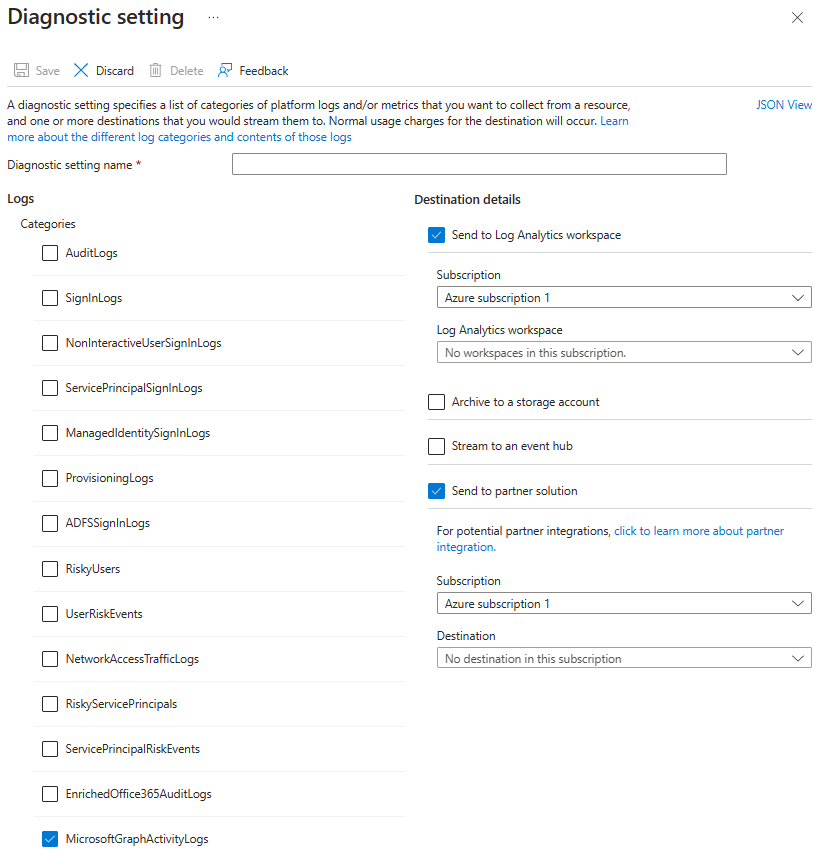 Diagnostic setting ...
Save Discard Delete Feedback
A diagnostic setting specifies a list of categories of platform logs and/or metrics that you want to collect from a resource,
and one or more destinations that you would stream them to. Normal usage charges for the destination will occur. Learn
more about the different log categories and contents of those logs
JSON View
Diagnostic setting name *
Logs
Categories
AuditLogs
SignInLogs
NonInteractiveUserSignInLogs
ServicePrincipalSignInLogs
ManagedIdentitySignInLogs
ProvisioningLogs
ADFSSignInLogs
RiskyUsers
UserRiskEvents
NetworkAccessTrafficLogs
RiskyServicePrincipals
ServicePrincipalRiskEvents
EnrichedOffice365AuditLogs
MicrosoftGraphActivityLogs
Destination details
Send to Log Analytics workspace
Subscription
Azure subscription 1
Log Analytics workspace
No workspaces in this subscription.
Archive to a storage account
Stream to an event hub
Send to partner solution
For potential partner integrations, click to learn more about partner
integration.
Subscription
Azure subscription 1
Destination
No destination in this subscription